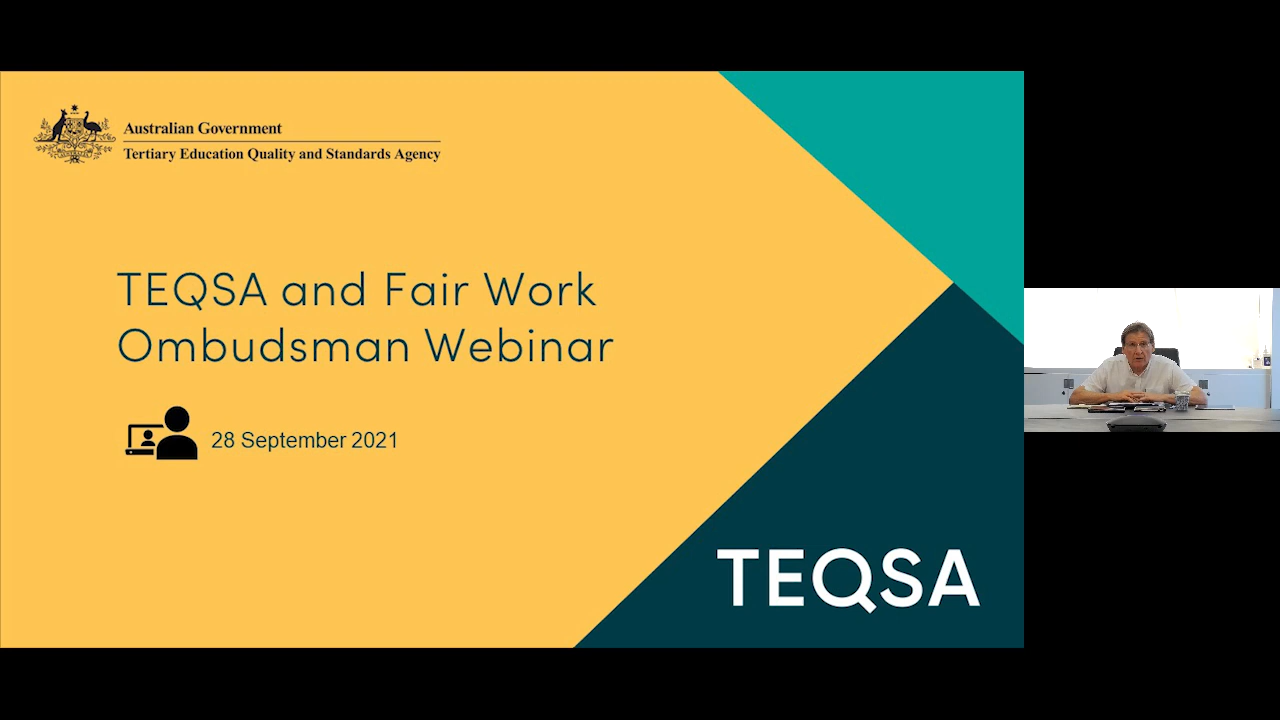 Australian Government
Tertiary Education Quality and Standards Agency
TEQSA and Fair Work
Ombudsman Webinar
28 September 2021
TEQSA